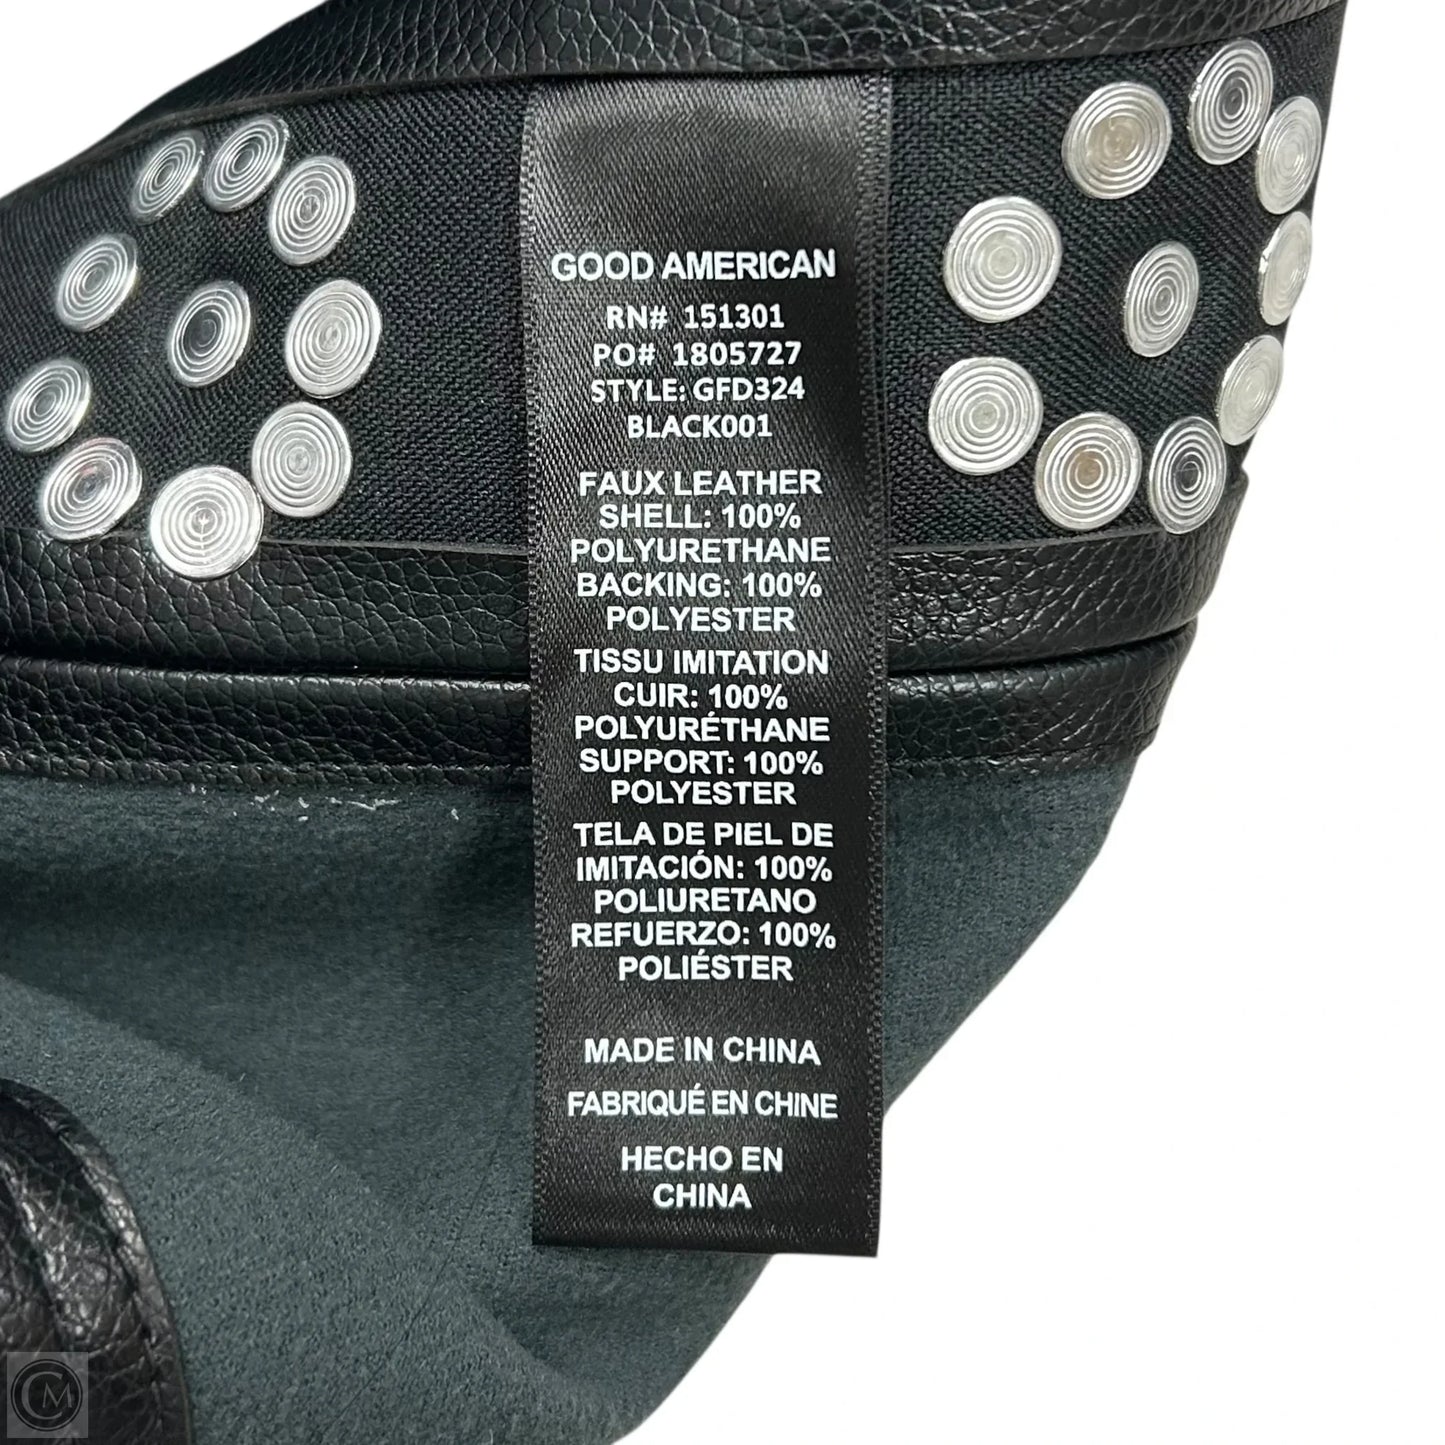 GOOD AMERICAN
RN# 151301
PO# 1805727
STYLE: GFD324
BLACK001
FAUX LEATHER
SHELL: 100%
POLYURETHANE
BACKING: 100%
POLYESTER
TISSU IMITATION
CUIR: 100%
POLYURÉTHANE
SUPPORT: 100%
POLYESTER
TELA DE PIEL DE
IMITACIÓN: 100%
POLIURETANO
REFUERZO: 100%
POLIÉSTER
MADE IN CHINA
FABRIQUÉ EN CHINE
HECHO EN
CHINA
CM